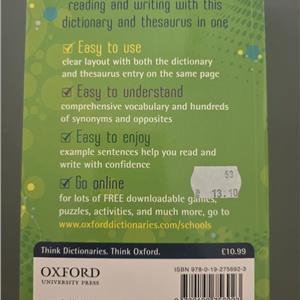 reading and writing with this
dictionary and thesaurus in one
Easy to use
clear layout with both the dictionary
and thesaurus entry on the same page
Easy to understand
comprehensive vocabulary and hundreds
of synonyms and opposites
Easy to enjoy
example sentences help you read and
write with confidence
Go online
for lots of FREE downloadable games,
puzzles, activities, and much more, go to
www.oxforddictionaries.com/schools
53
13.10
Think Dictionaries. Think Oxford.
£10.99
OXFORD
UNIVERSITY PRESS
ISBN 978-0-19-275692-3